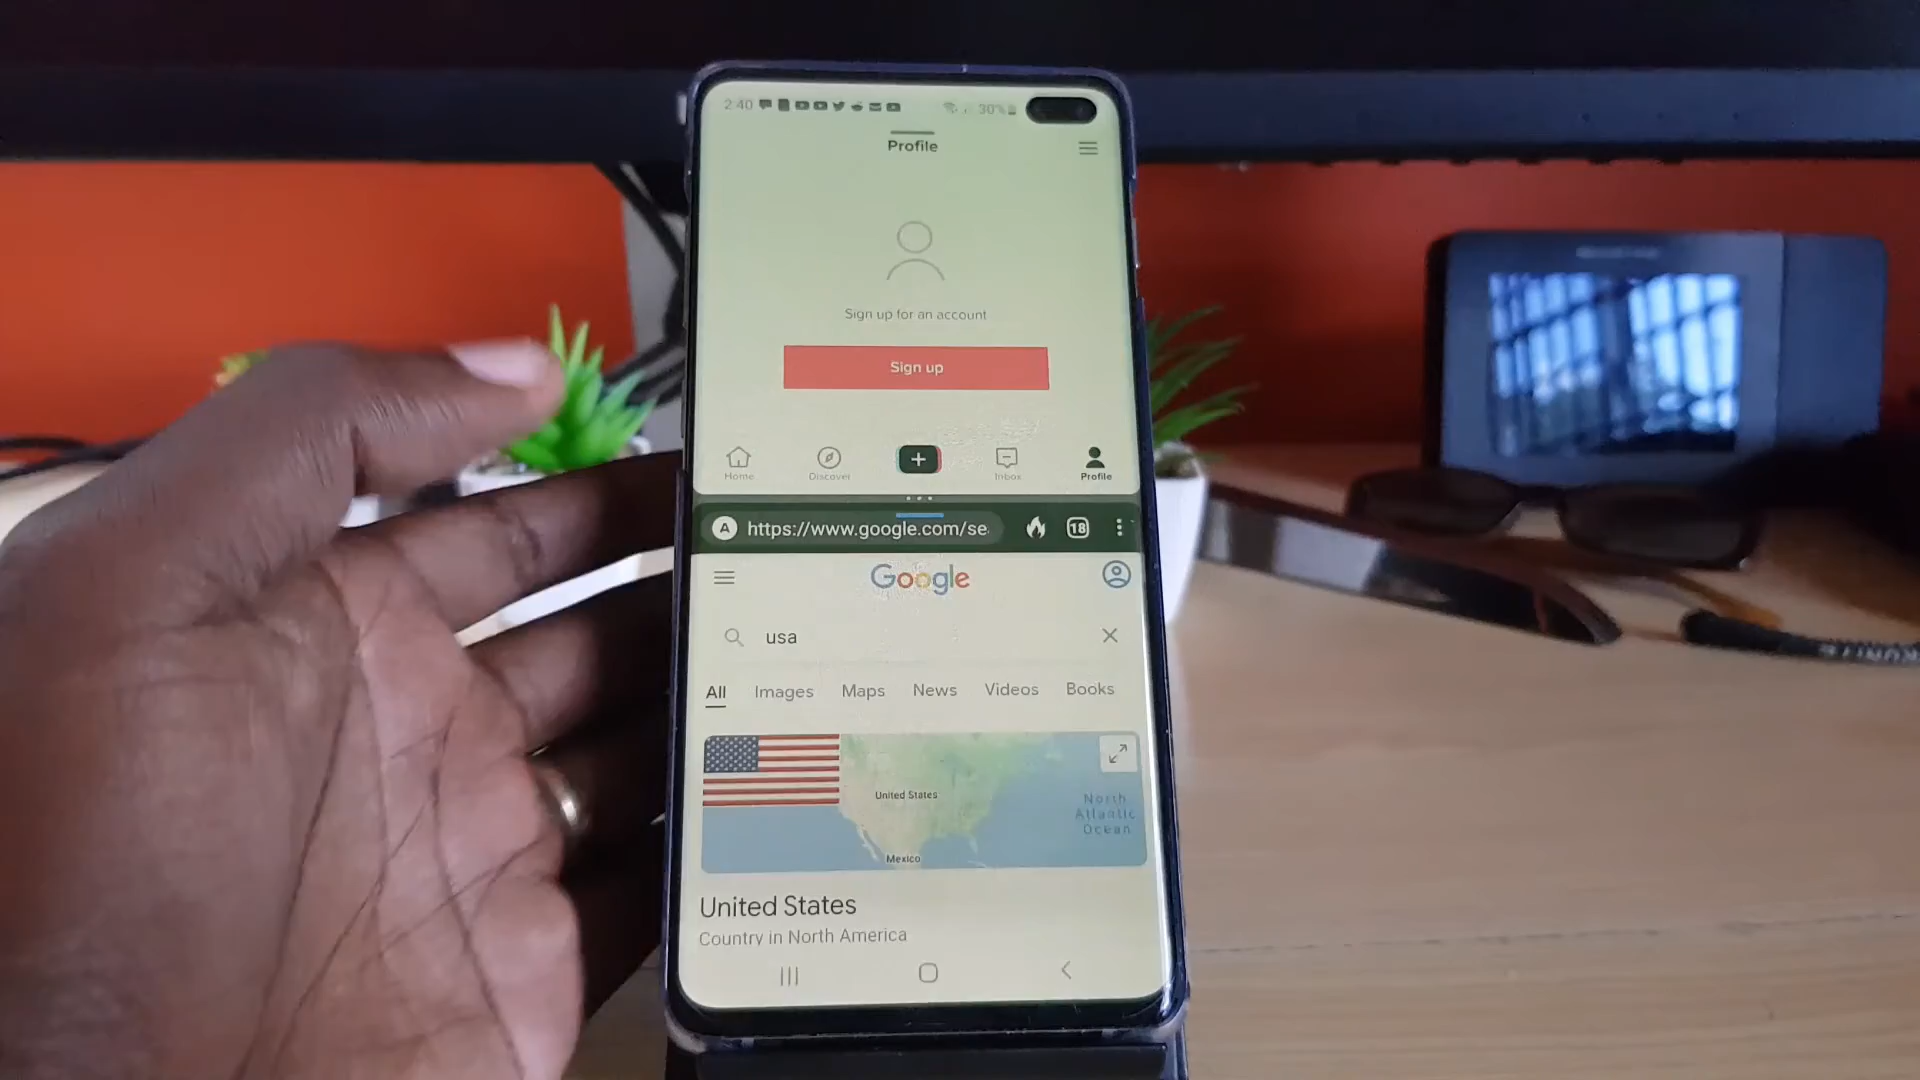 2:40 30%
Profile
Sign up for an account
Sign up
Home Discover Inbox Profile
A https://www.google.com/se 18
Google
usa
All Images Maps News Videos Books
United States
North
Atlantic
Ocean
Mexico
United States
Country in North America